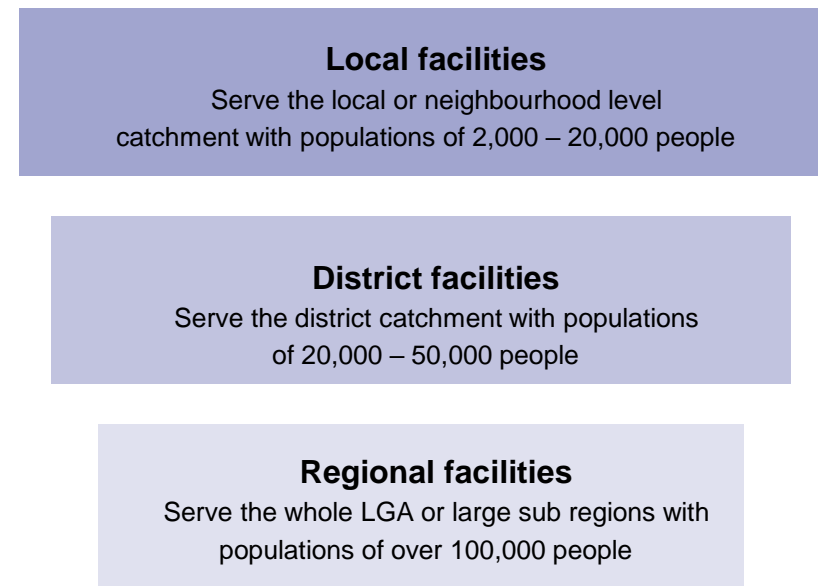 Local facilities
Serve the local or neighbourhood level
catchment with populations of 2,000 – 20,000 people
District facilities
Serve the district catchment with populations
of 20,000 – 50,000 people
Regional facilities
Serve the whole LGA or large sub regions with
populations of over 100,000 people